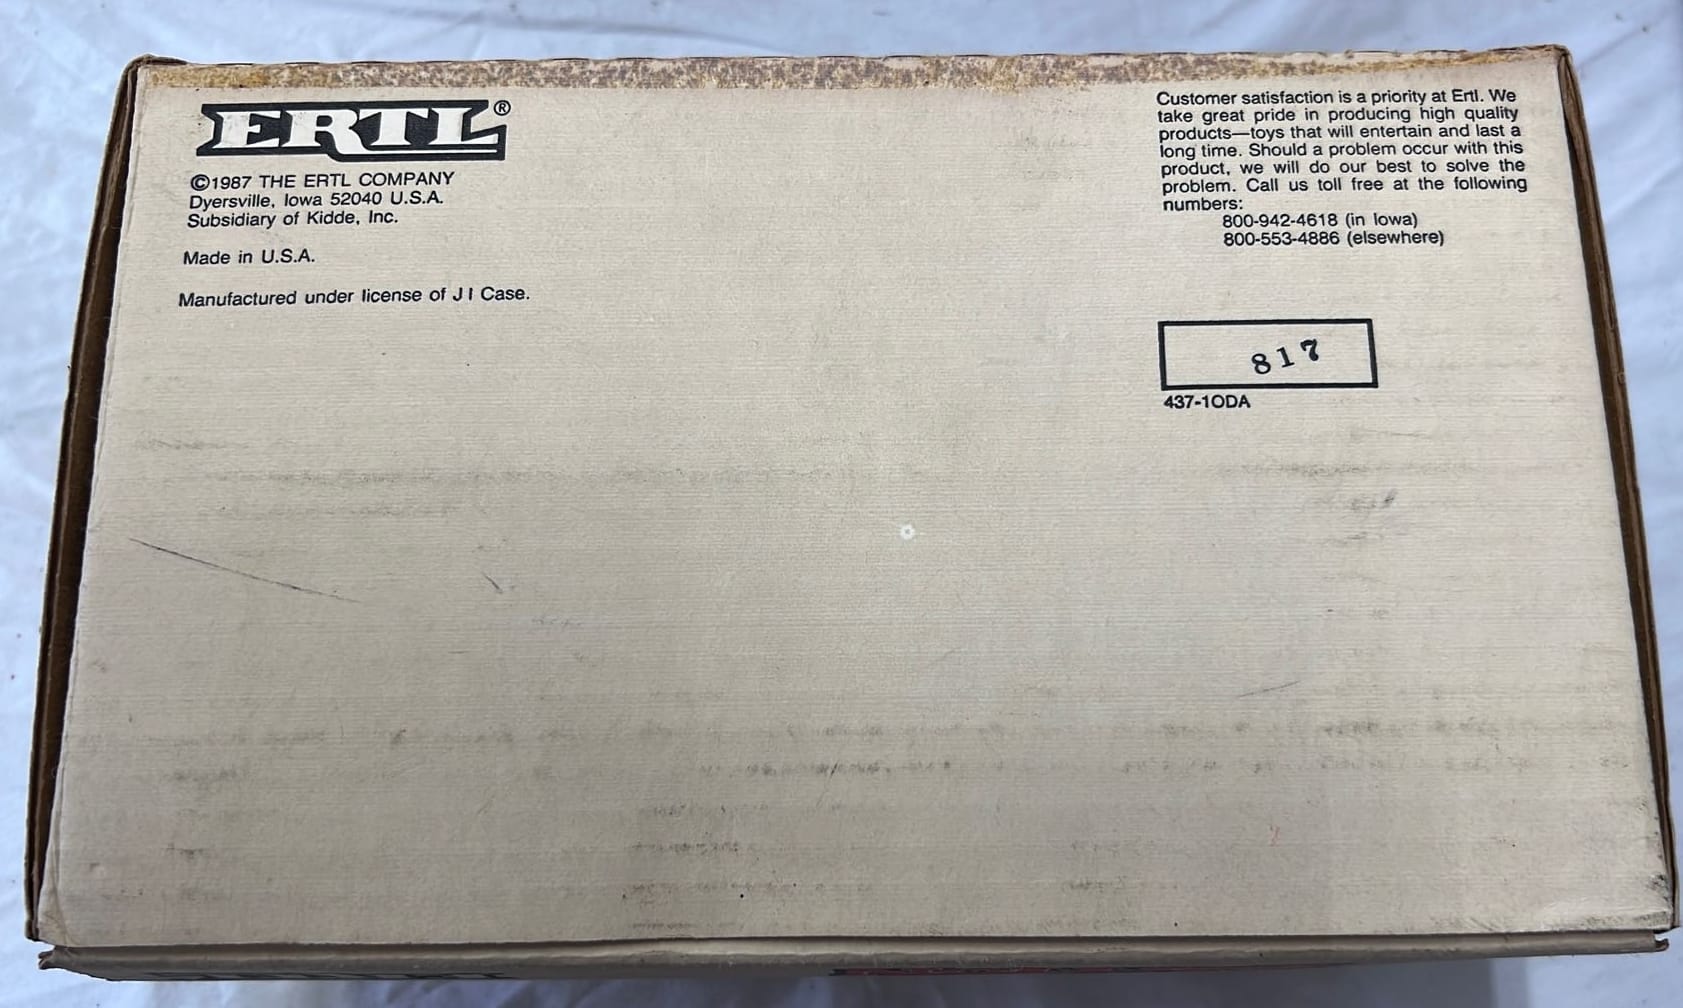 ERTL®
©1987 THE ERTL COMPANY
Dyersville, Iowa 52040 U.S.A.
Subsidiary of Kidde, Inc.
Made in U.S.A.
Manufactured under license of J I Case.
Customer satisfaction is a priority at Ertl. We
take great pride in producing high quality
products—toys that will entertain and last a
long time. Should a problem occur with this
product, we will do our best to solve the
problem. Call us toll free at the following
numbers:
800-942-4618 (in Iowa)
800-553-4886 (elsewhere)
817
437-1ODA